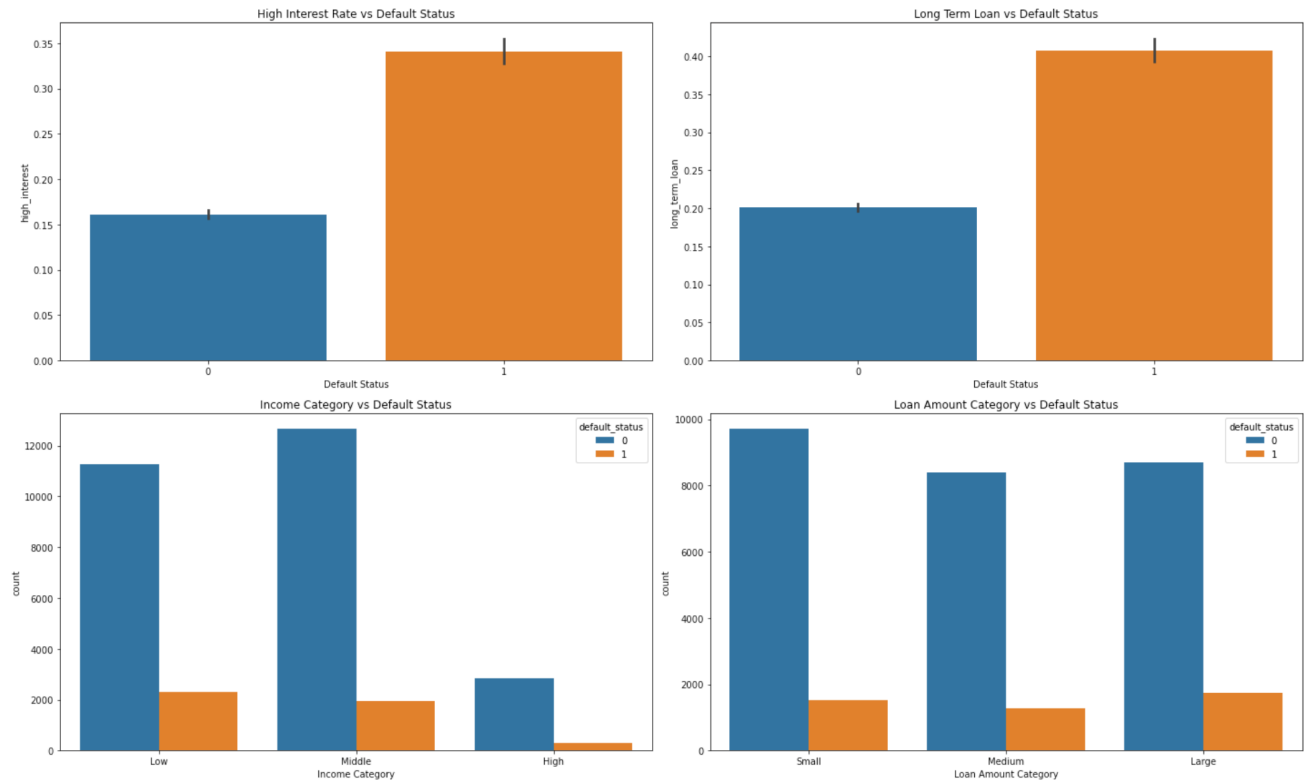 High Interest Rate vs Default Status
0.35
0.30
0.25
0.20
0.15
0.10
0.05
0.00
high_interest
0 1
Default Status
Long Term Loan vs Default Status
0.40
0.35
0.30
0.25
0.20
0.15
0.10
0.05
0.00
long_term_loan
0 1
Default Status
Income Category vs Default Status
default_status
0
1
12000
10000
8000
6000
4000
2000
0
count
Low Middle High
Income Category
Loan Amount Category vs Default Status
default_status
0
1
10000
8000
6000
4000
2000
0
count
Small Medium Large
Loan Amount Category